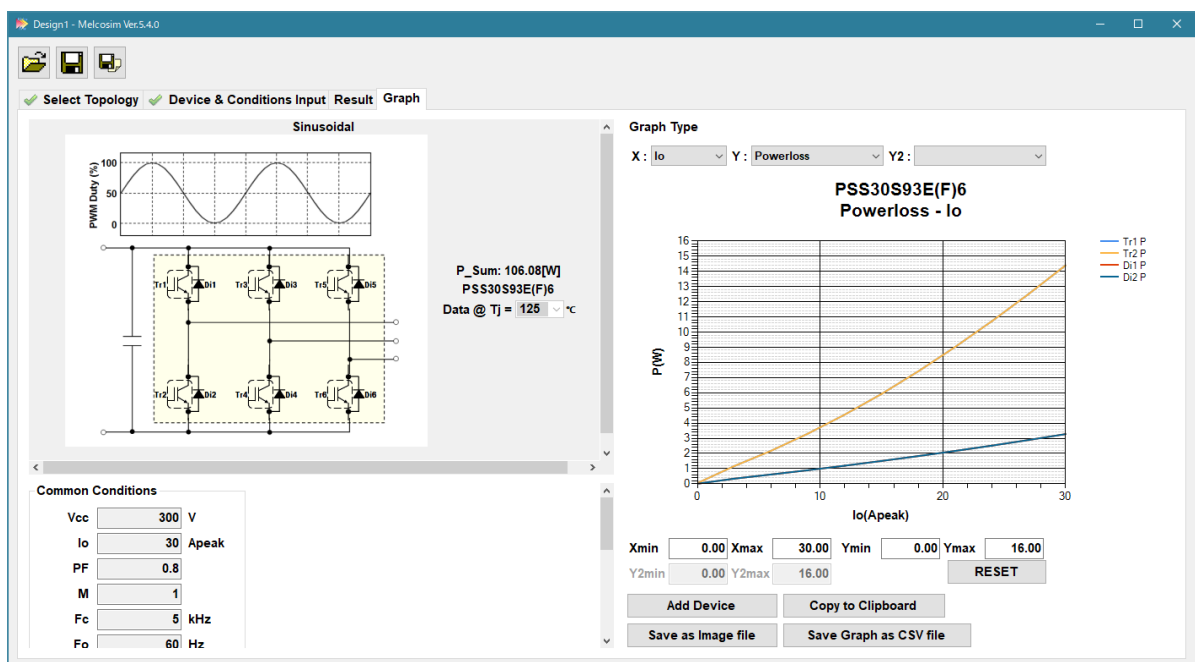 Design1 - Melcosim Ver.5.4.0
Select Topology Device & Conditions Input Result Graph
Sinusoidal
PWM Duty (%)
100
50
0
Tr1 Di1 Tr3 Di3 Tr5 Di5
Tr2 Di2 Tr4 Di4 Tr6 Di6
P_Sum: 106.08[W]
PSS30S93E(F)6
Data @ Tj = 125 °C
Common Conditions
Vcc 300 V
Io 30 Apeak
PF 0.8
M 1
Fc 5 kHz
Fo 60 Hz
Graph Type
X : Io Y : Powerloss Y2 :
PSS30S93E(F)6
Powerloss - Io
P(W)
16
15
14
13
12
11
10
9
8
7
6
5
4
3
2
1
0
0 10 20 30
Io(Apeak)
Tr1 P
Tr2 P
Di1 P
Di2 P
Xmin 0.00 Xmax 30.00 Ymin 0.00 Ymax 16.00
Y2min 0.00 Y2max 16.00 RESET
Add Device Copy to Clipboard
Save as Image file Save Graph as CSV file